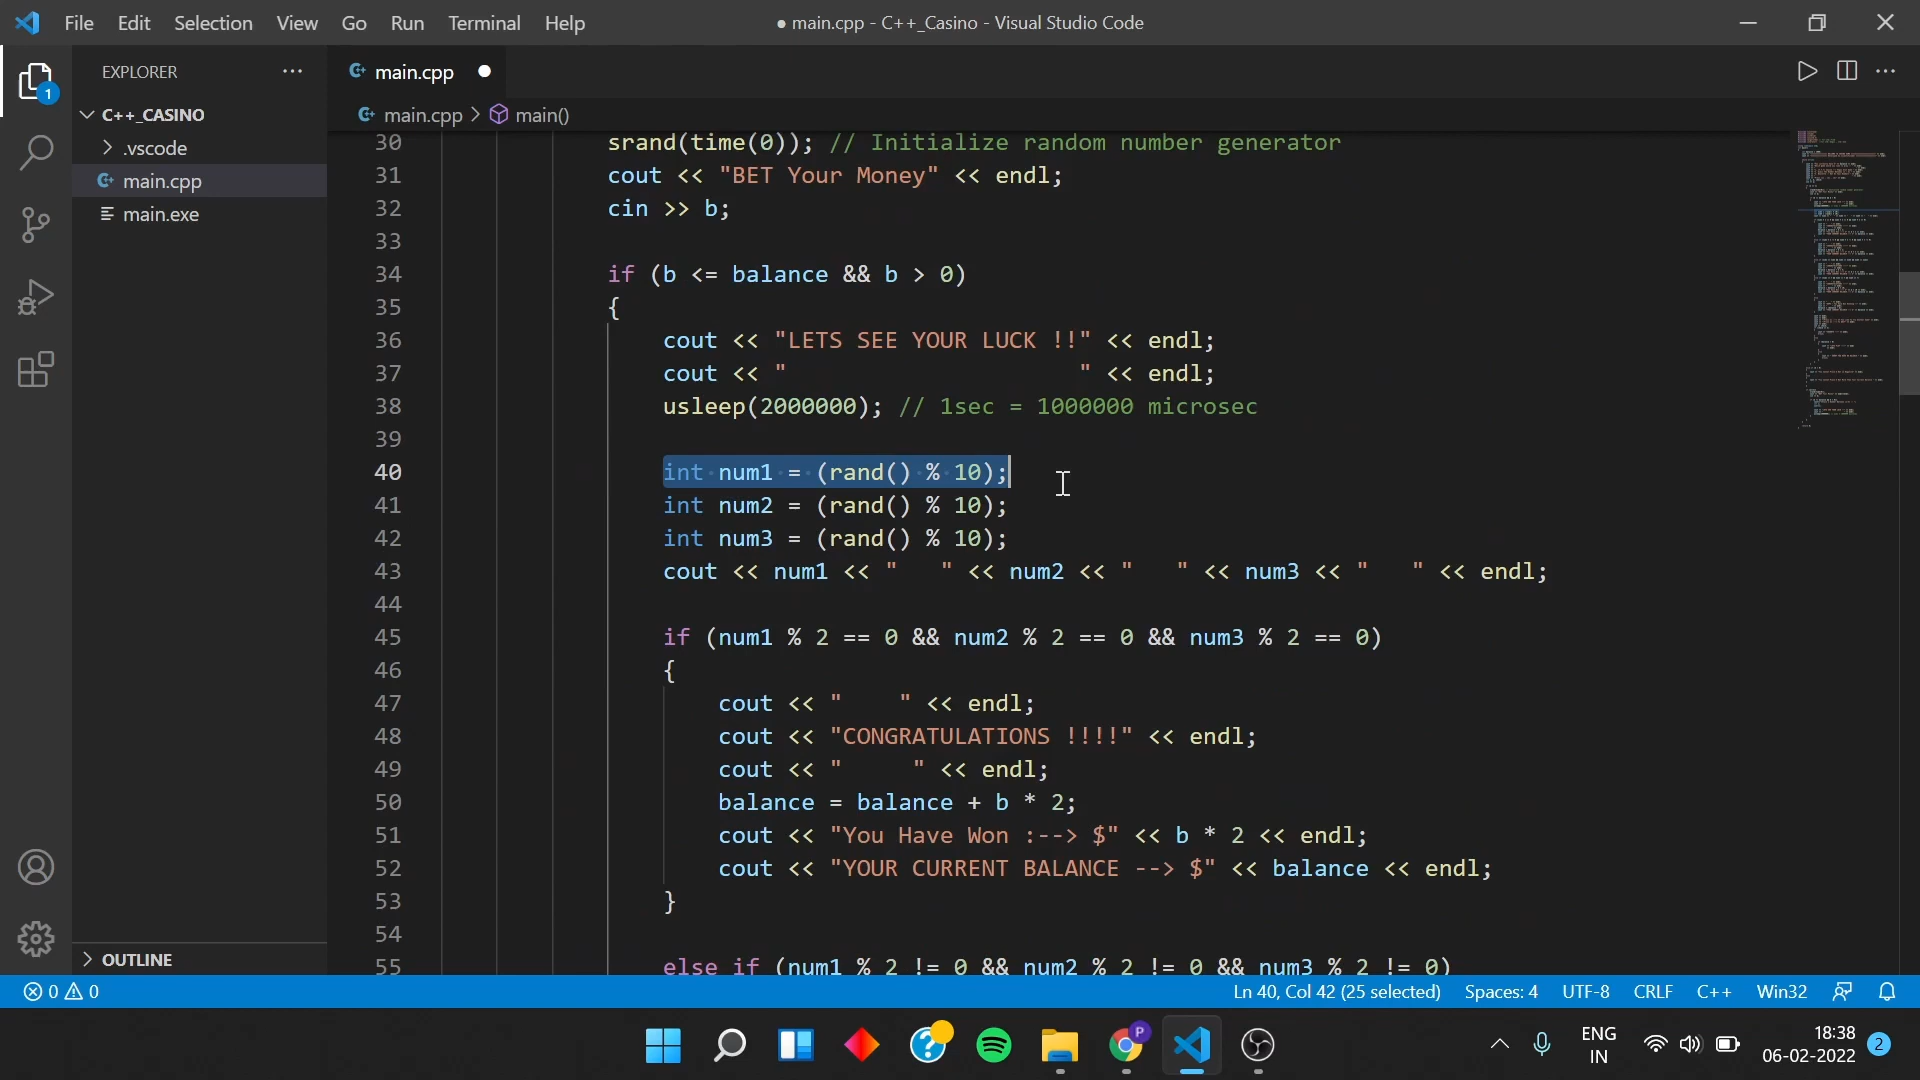 File Edit Selection View Go Run Terminal Help
● main.cpp - C++_Casino - Visual Studio Code
EXPLORER
main.cpp
1
main.cpp > main()
C++_CASINO
.vscode
main.cpp
main.exe
30 srand(time(0)); // Initialize random number generator
31 cout << "BET Your Money" << endl;
32 cin >> b;
33
34 if (b <= balance && b > 0)
35 {
36 cout << "LETS SEE YOUR LUCK !!" << endl;
37 cout << "                     " << endl;
38 usleep(2000000); // 1sec = 1000000 microsec
39
40 int num1 = (rand() % 10);
41 int num2 = (rand() % 10);
42 int num3 = (rand() % 10);
43 cout << num1 << "   " << num2 << "   " << num3 << "   " << endl;
44
45 if (num1 % 2 == 0 && num2 % 2 == 0 && num3 % 2 == 0)
46 {
47 cout << "    " << endl;
48 cout << "CONGRATULATIONS !!!!" << endl;
49 cout << "     " << endl;
50 balance = balance + b * 2;
51 cout << "You Have Won :--> $" << b * 2 << endl;
52 cout << "YOUR CURRENT BALANCE --> $" << balance << endl;
53 }
54
55 else if (num1 % 2 != 0 && num2 % 2 != 0 && num3 % 2 != 0)
OUTLINE
0 0
Ln 40, Col 42 (25 selected) Spaces: 4 UTF-8 CRLF C++ Win32
P
ENG
IN
18:38
06-02-2022
2